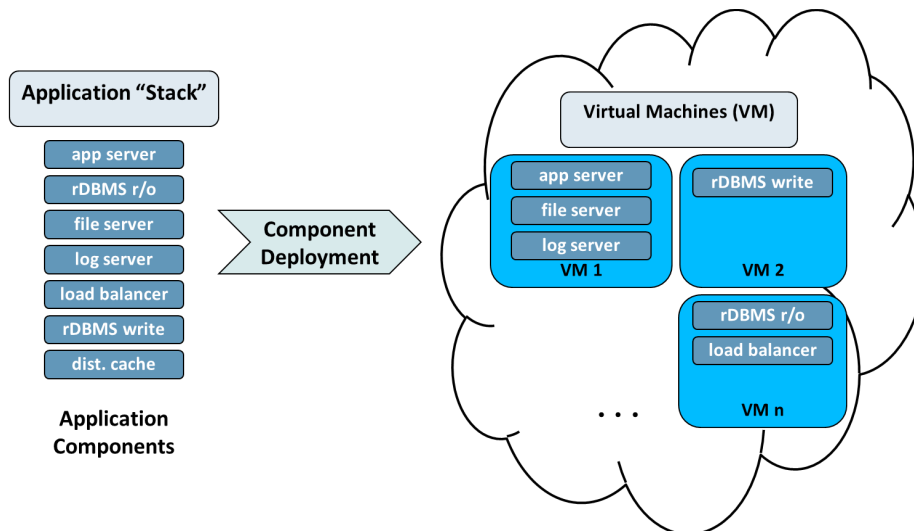 Application “Stack”
app server
rDBMS r/o
file server
log server
load balancer
rDBMS write
dist. cache
Application
Components
Component
Deployment
Virtual Machines (VM)
app server
file server
log server
VM 1
rDBMS write
VM 2
rDBMS r/o
load balancer
VM n
. . .